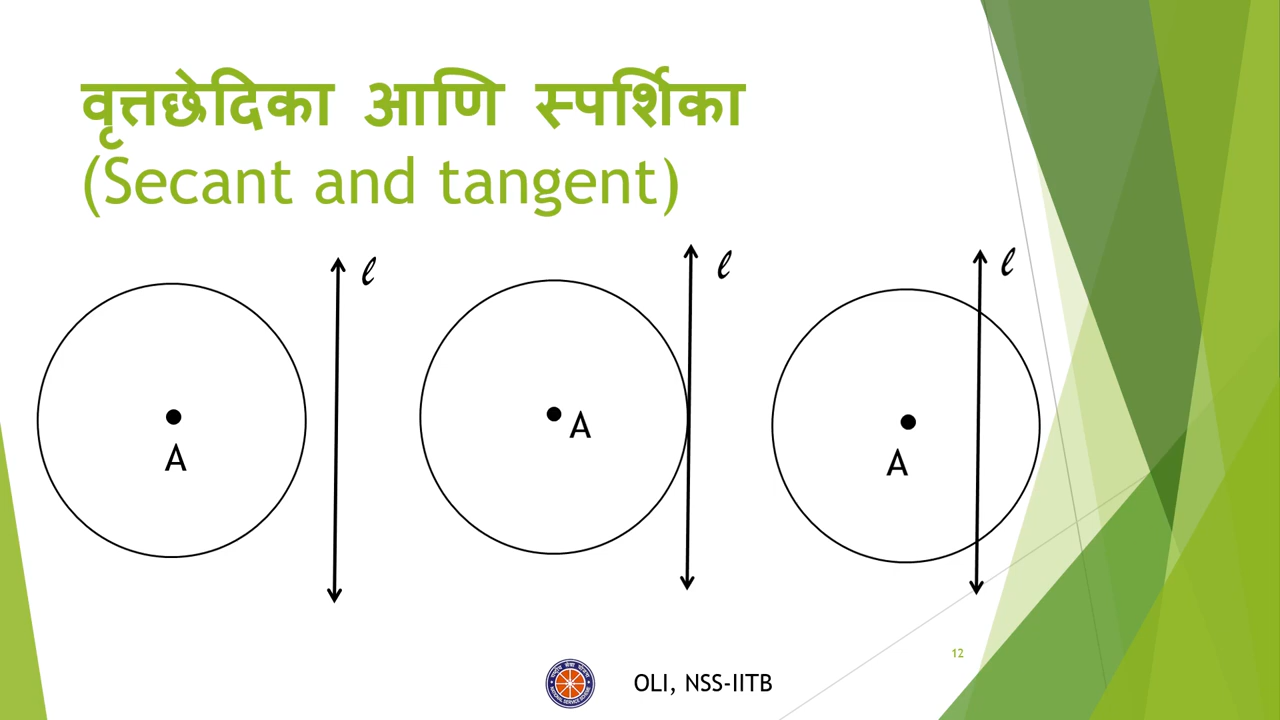 वृत्तछेदिका आणि स्पर्शिका
(Secant and tangent)
ℓ
ℓ
ℓ
A
A
A
12
OLI, NSS-IITB